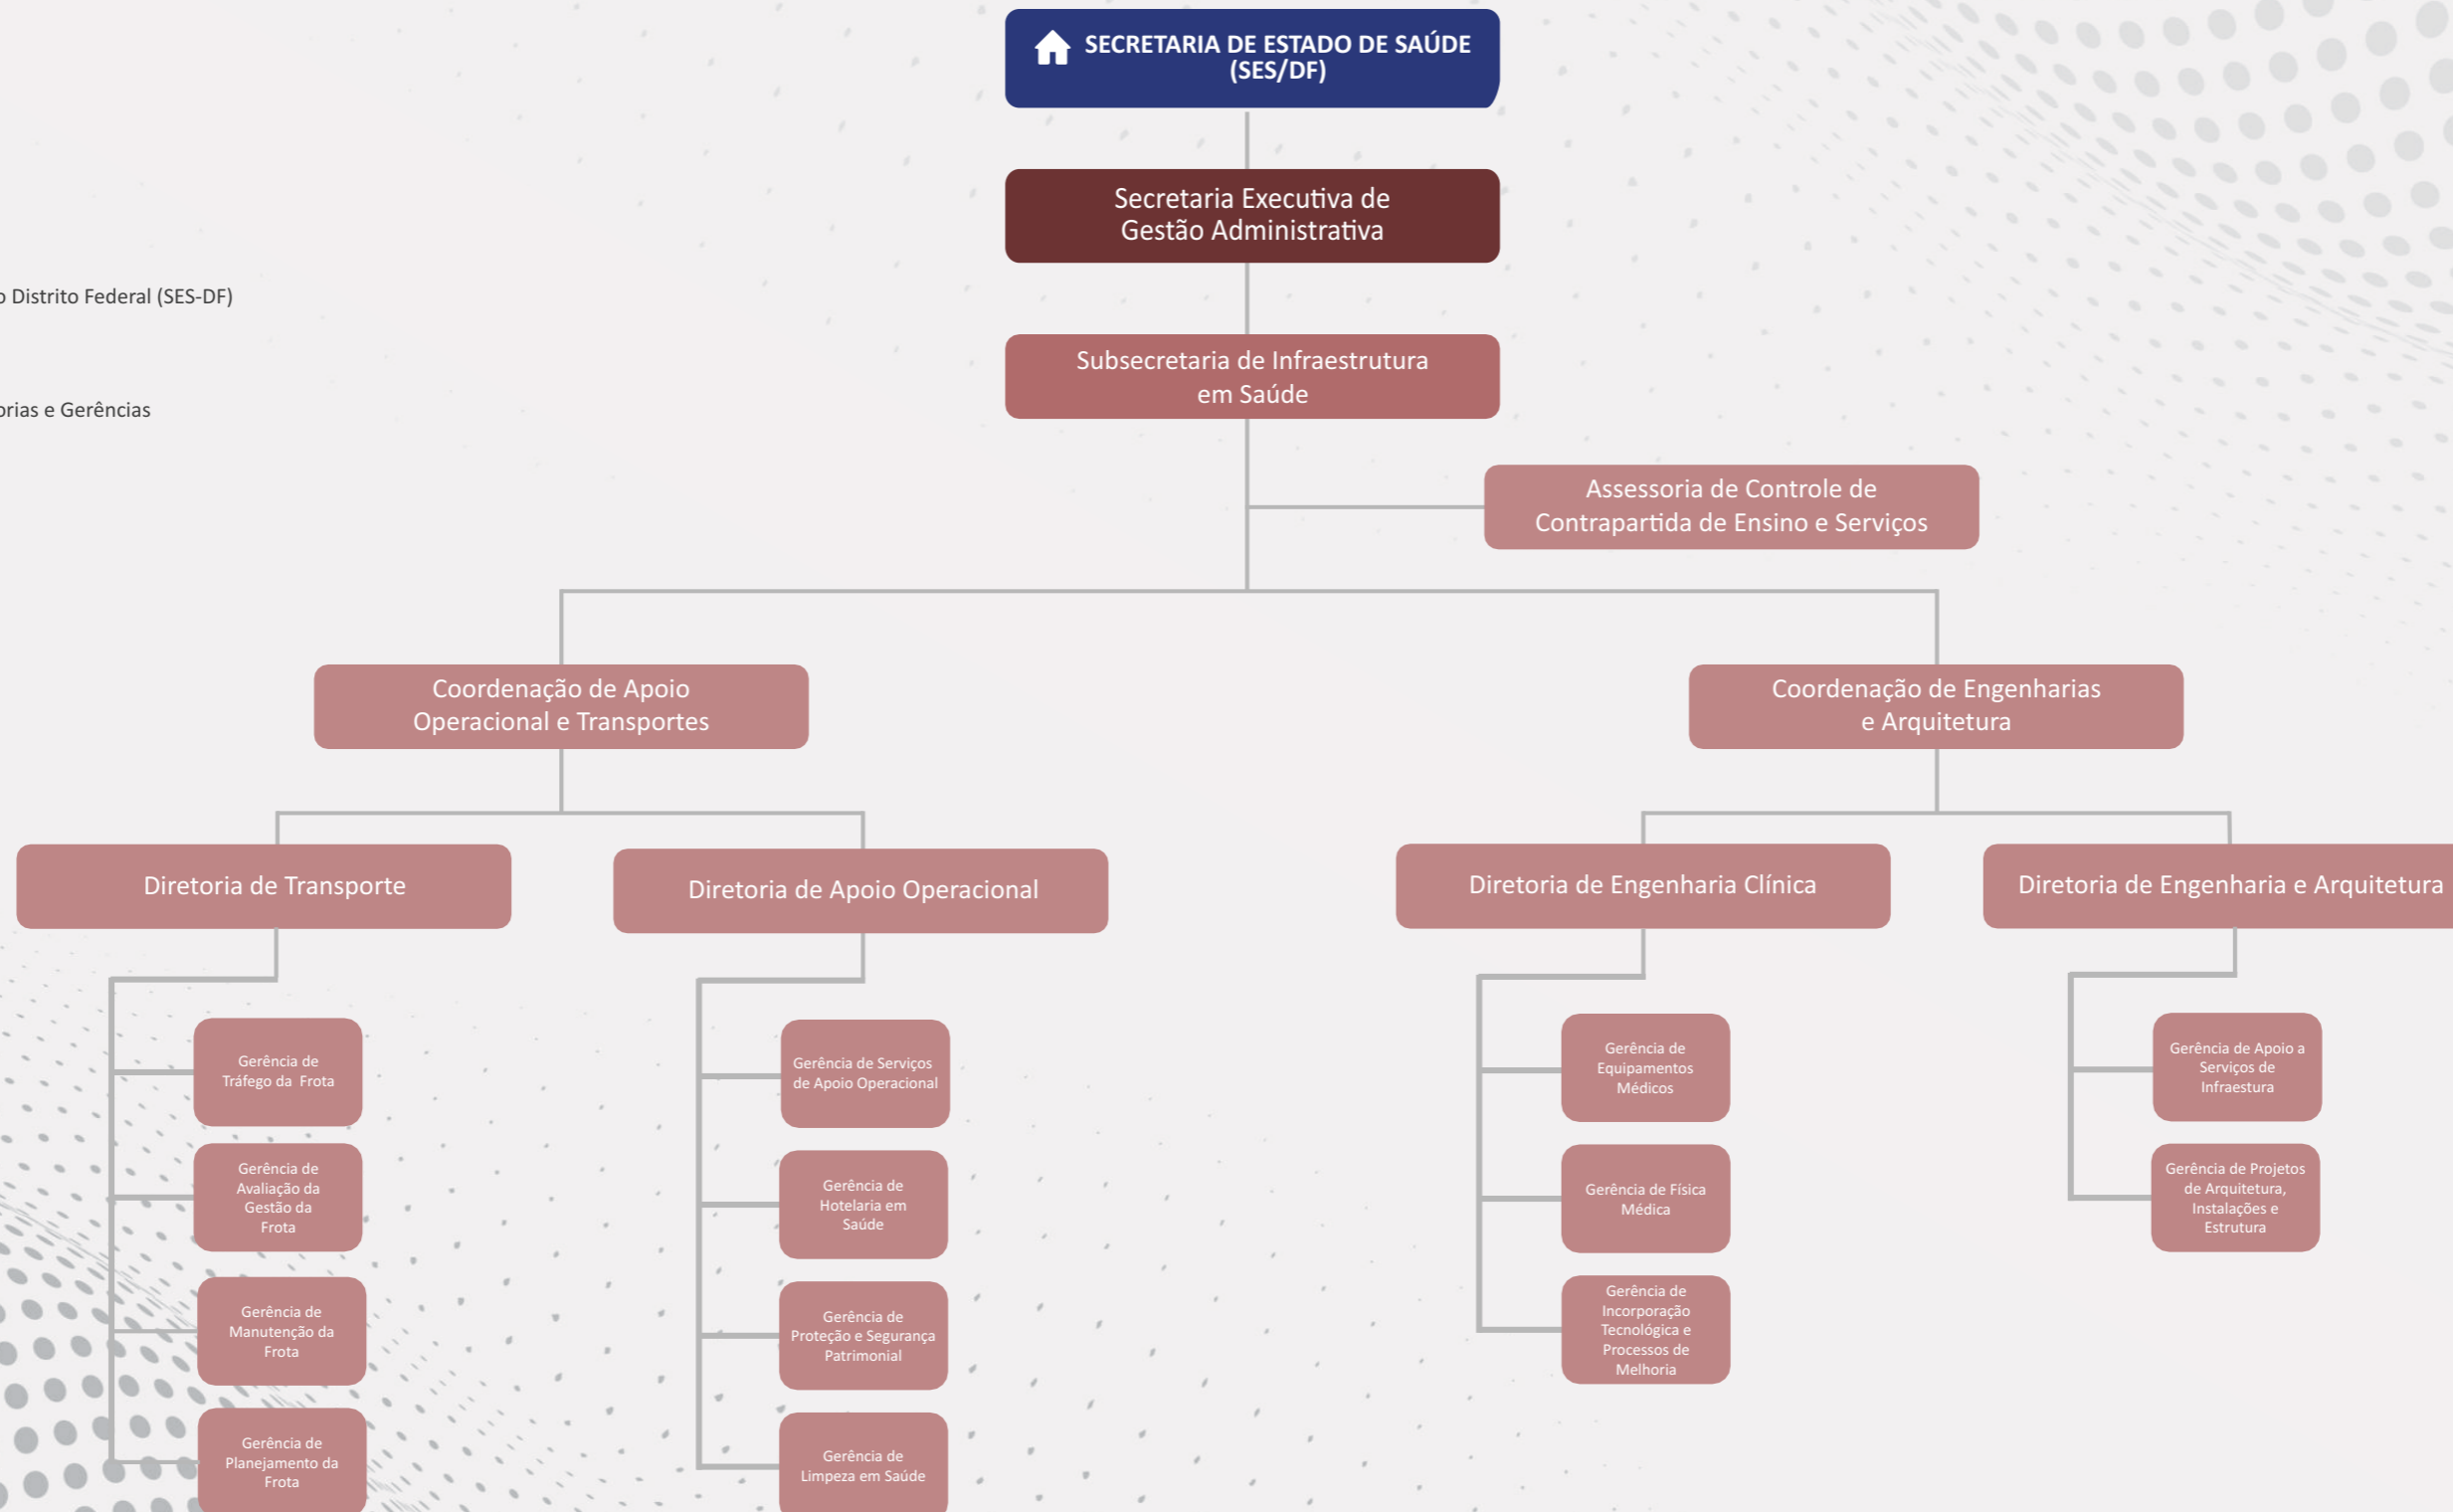 SECRETARIA DE ESTADO DE SAÚDE
(SES/DF)
Secretaria Executiva de
Gestão Administrativa
o Distrito Federal (SES-DF)
Subsecretaria de Infraestrutura
em Saúde
orias e Gerências
Assessoria de Controle de
Contrapartida de Ensino e Serviços
Coordenação de Apoio
Operacional e Transportes
Coordenação de Engenharias
e Arquitetura
Diretoria de Transporte
Diretoria de Apoio Operacional
Diretoria de Engenharia Clínica
Diretoria de Engenharia e Arquitetura
Gerência de
Tráfego da Frota
Gerência de
Avaliação da
Gestão da
Frota
Gerência de
Manutenção da
Frota
Gerência de
Planejamento da
Frota
Gerência de Serviços
de Apoio Operacional
Gerência de
Hotelaria em
Saúde
Gerência de
Proteção e Segurança
Patrimonial
Gerência de
Limpeza em Saúde
Gerência de
Equipamentos
Médicos
Gerência de Física
Médica
Gerência de
Incorporação
Tecnológica e
Processos de
Melhoria
Gerência de Apoio a
Serviços de
Infraestura
Gerência de Projetos
de Arquitetura,
Instalações e
Estrutura